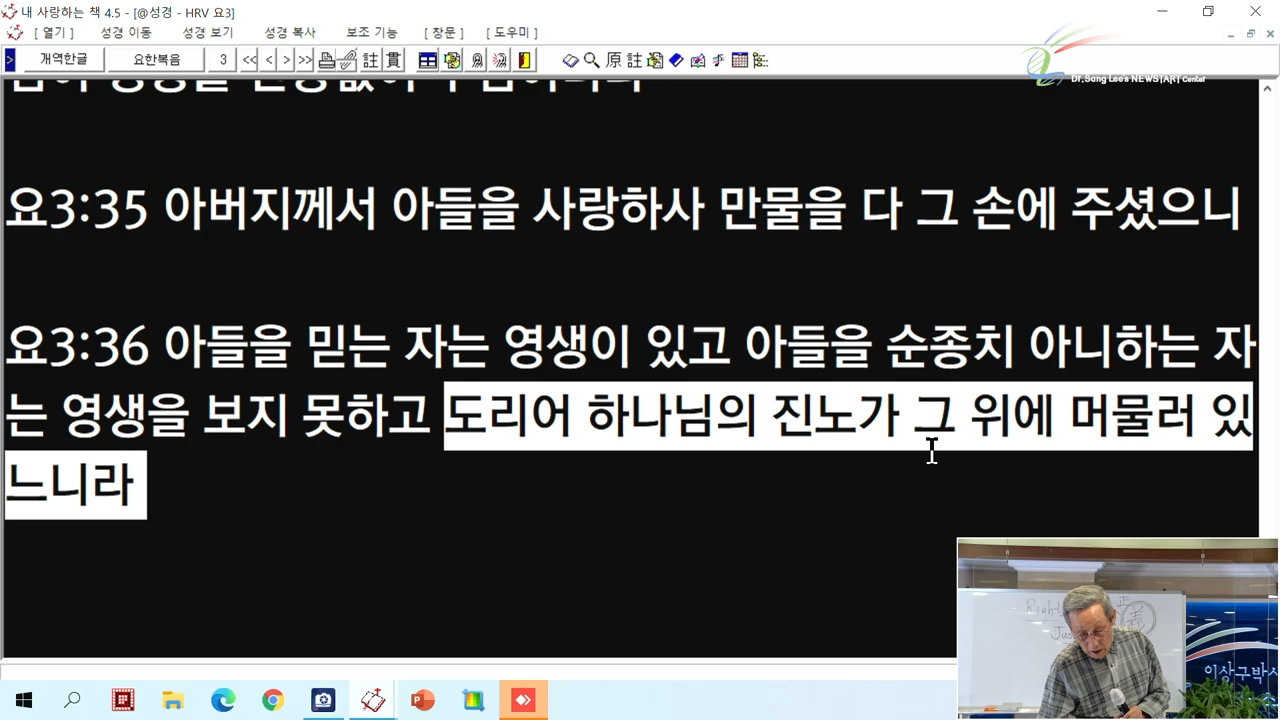 내 사랑하는 책 4.5 - [@성경 - HRV 요3]
[ 열기 ] 성경 이동 성경 보기 성경 복사 보조 기능 [ 창문 ] [ 도우미 ]
개역한글 요한복음 3 << < > >> 註 貫 原 註
Dr.Sang Lee's NEWSTART Center
요3:35 아버지께서 아들을 사랑하사 만물을 다 그 손에 주셨으니
요3:36 아들을 믿는 자는 영생이 있고 아들을 순종치 아니하는 자
는 영생을 보지 못하고 도리어 하나님의 진노가 그 위에 머물러 있
느니라
正
義
이상구박사